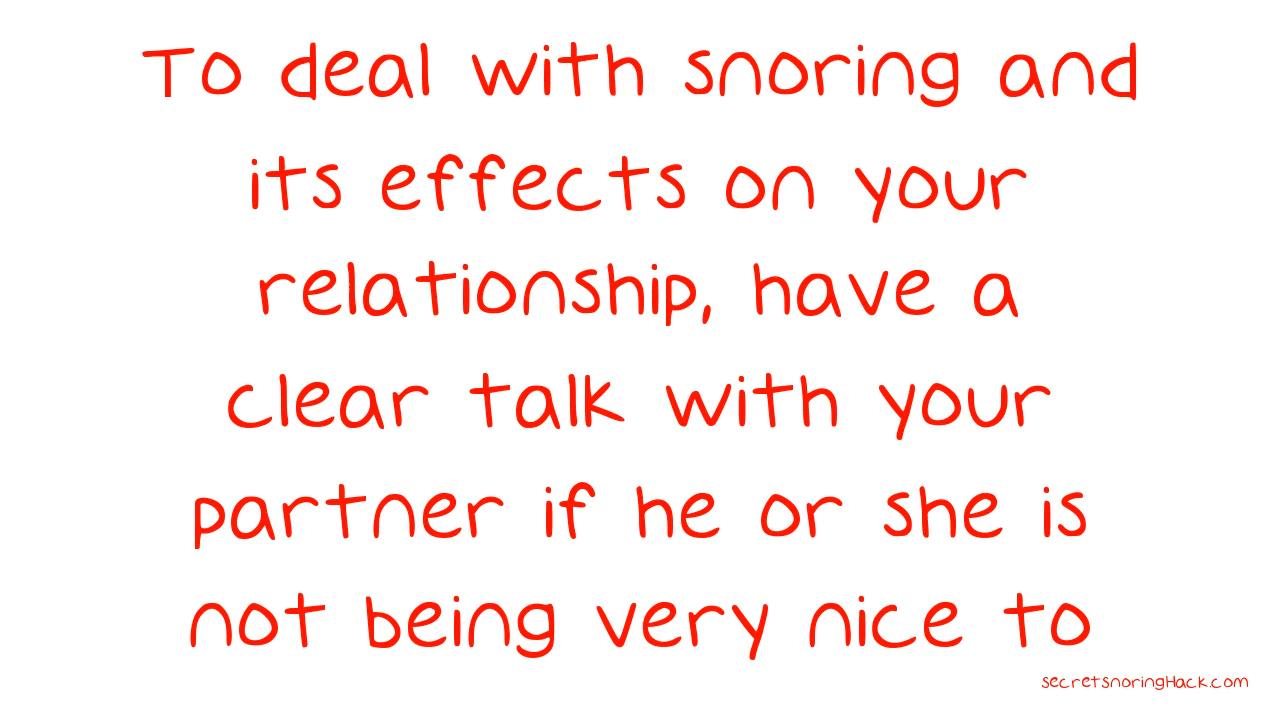 To deal with snoring and
its effects on your
relationship, have a
clear talk with your
partner if he or she is
not being very nice to
secretsnoringHack.com